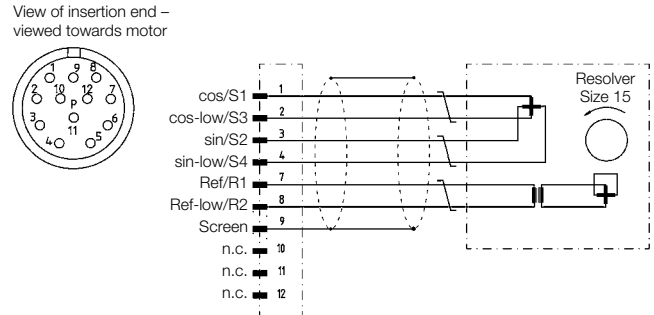 View of insertion end –
viewed towards motor
1 9 8
2 10 12 7
P
3 11 6
4 5
cos/S1 1
cos-low/S3 2
sin/S2 3
sin-low/S4 4
Ref/R1 7
Ref-low/R2 8
Screen 9
n.c. 10
n.c. 11
n.c. 12
Resolver
Size 15